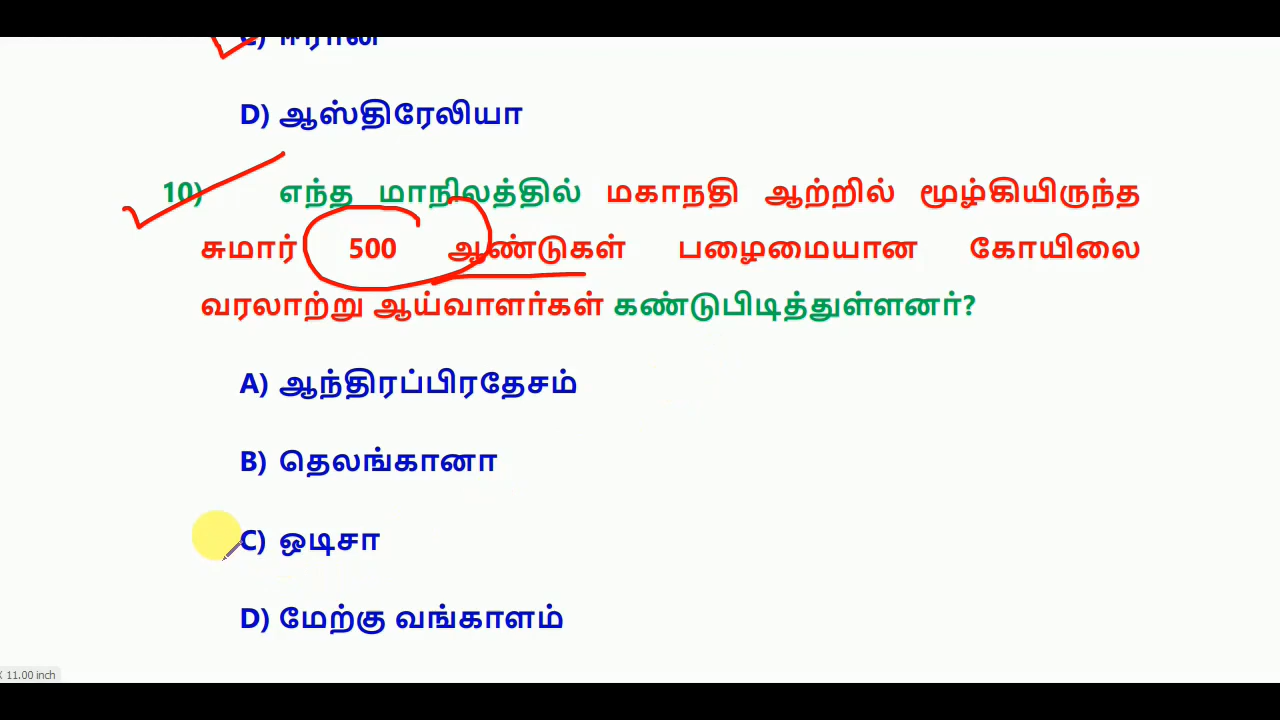 C) ஈரான்
D) ஆஸ்திரேலியா
10) எந்த மாநிலத்தில் மகாநதி ஆற்றில் மூழ்கியிருந்த
சுமார் 500 ஆண்டுகள் பழைமையான கோயிலை
வரலாற்று ஆய்வாளர்கள் கண்டுபிடித்துள்ளனர்?
A) ஆந்திரப்பிரதேசம்
B) தெலங்கானா
C) ஒடிசா
D) மேற்கு வங்காளம்
X 11.00 inch